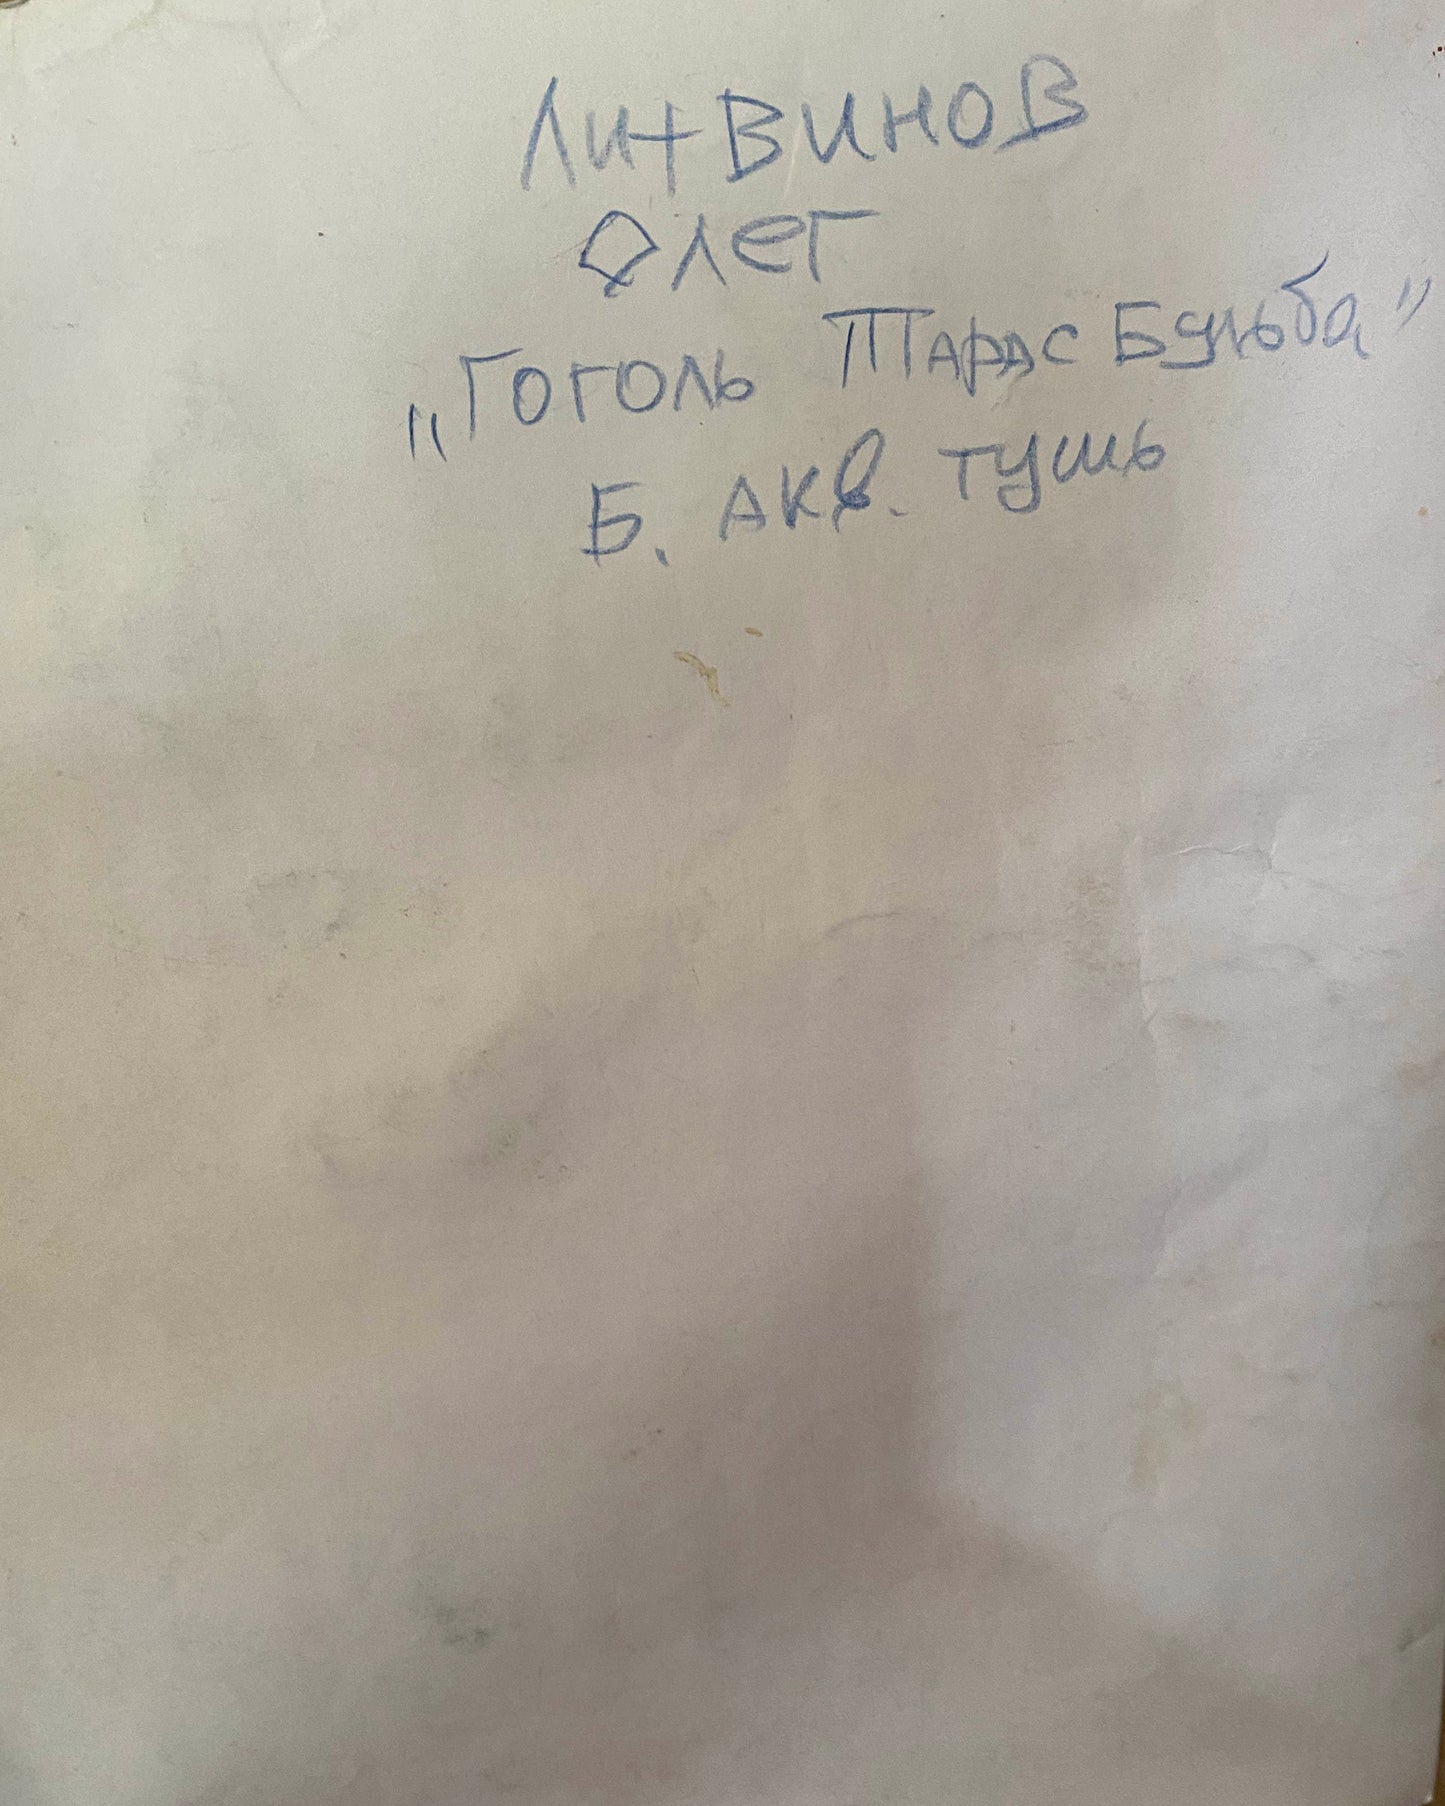 Литвинов
Олег
„Гоголь Тарас Бульба”
Б. акв. тушь